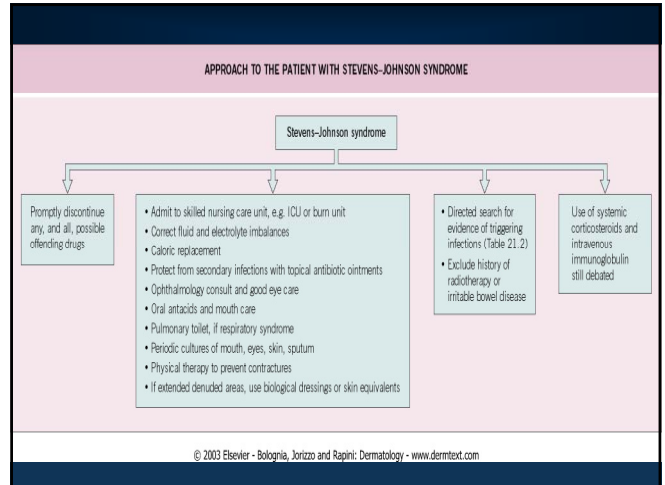 APPROACH TO THE PATIENT WITH STEVENS–JOHNSON SYNDROME
Stevens–Johnson syndrome
Promptly discontinue
any, and all, possible
offending drugs
• Admit to skilled nursing care unit, e.g. ICU or burn unit
• Correct fluid and electrolyte imbalances
• Caloric replacement
• Protect from secondary infections with topical antibiotic ointments
• Ophthalmology consult and good eye care
• Oral antacids and mouth care
• Pulmonary toilet, if respiratory syndrome
• Periodic cultures of mouth, eyes, skin, sputum
• Physical therapy to prevent contractures
• If extended denuded areas, use biological dressings or skin equivalents
• Directed search for
evidence of triggering
infections (Table 21.2)
• Exclude history of
radiotherapy or
irritable bowel disease
Use of systemic
corticosteroids and
intravenous
immunoglobulin
still debated
© 2003 Elsevier - Bolognia, Jorizzo and Rapini: Dermatology - www.dermtext.com